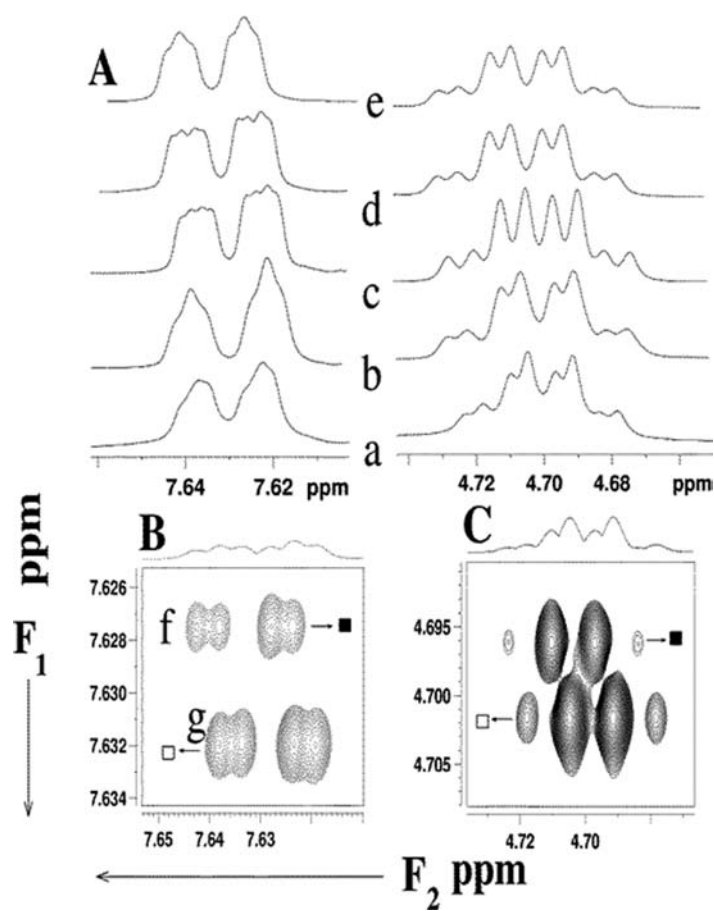 A
e
d
c
b
a
7.64 7.62 ppm
4.72 4.70 4.68 ppm
B
C
ppm
F1
7.626
7.628
7.630
7.632
7.634
f
g
7.65 7.64 7.63
4.695
4.700
4.705
4.72 4.70
F2 ppm